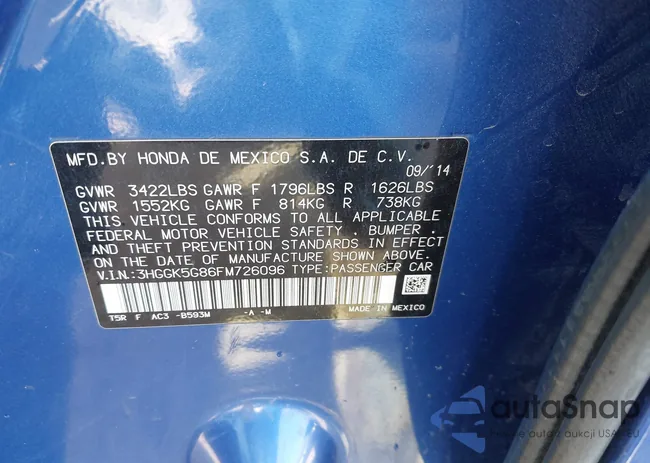 MFD.BY HONDA DE MEXICO S.A. DE C.V.
09/'14
GVWR 3422LBS GAWR F 1796LBS R 1626LBS
GVWR 1552KG GAWR F 814KG R 738KG
THIS VEHICLE CONFORMS TO ALL APPLICABLE
FEDERAL MOTOR VEHICLE SAFETY . BUMPER .
AND THEFT PREVENTION STANDARDS IN EFFECT
ON THE DATE OF MANUFACTURE SHOWN ABOVE.
V.I.N.:3HGGK5G86FM726096 TYPE:PASSENGER CAR
T5R F AC3 -B593M -A-M MADE IN MEXICO
autoSnap
aukcji USA